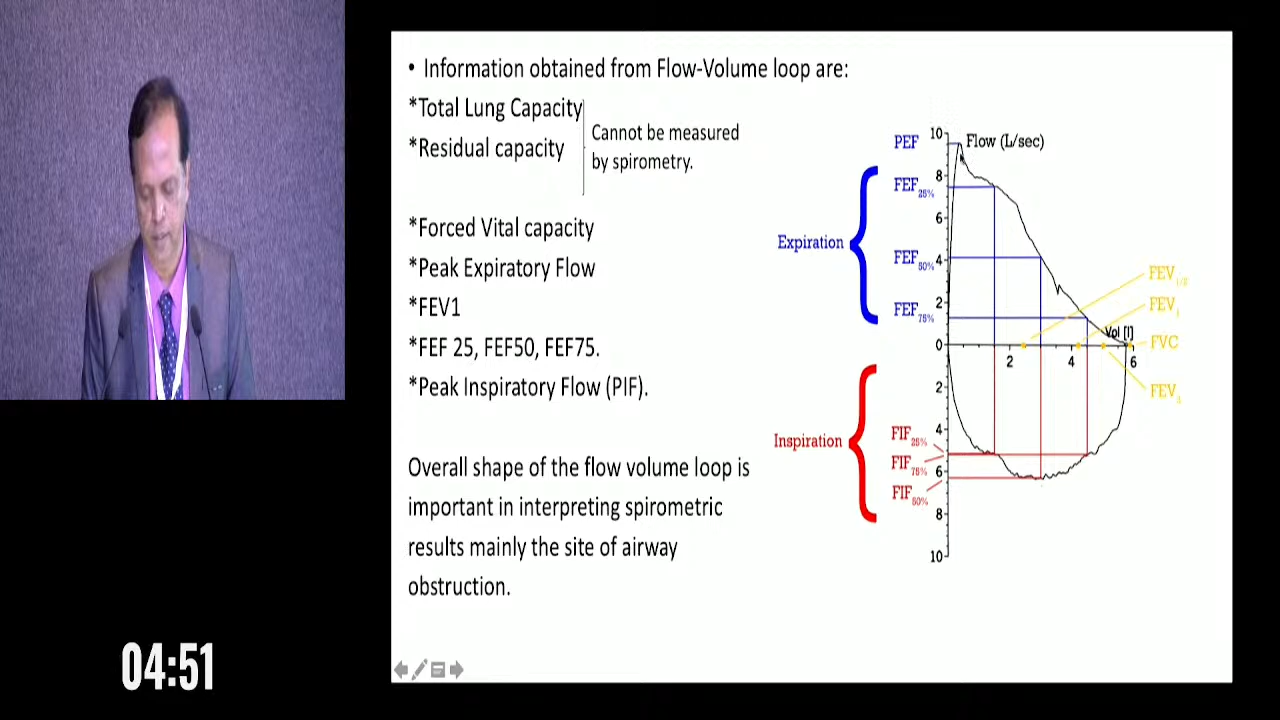 • Information obtained from Flow-Volume loop are:
*Total Lung Capacity
*Residual capacity
Cannot be measured
by spirometry.
*Forced Vital capacity
*Peak Expiratory Flow
*FEV1
*FEF 25, FEF50, FEF75.
*Peak Inspiratory Flow (PIF).
Overall shape of the flow volume loop is
important in interpreting spirometric
results mainly the site of airway
obstruction.
Flow (L/sec)
PEF
FEF 25%
Expiration
FEF 50%
FEF 75%
10
8
6
4
2
0
2
4
6
8
10
2
4
6
Vol [l]
FEV 1/2
FEV 1
FVC
FEV
Inspiration
FIF 25%
FIF 75%
FIF 50%
04:51